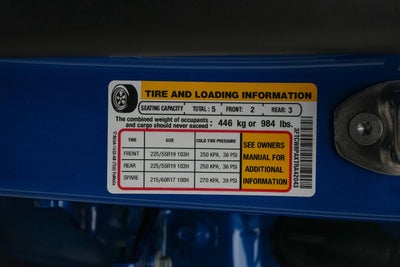 TIRE AND LOADING INFORMATION
SEATING CAPACITY TOTAL : 5 FRONT: 2 REAR: 3
The combined weight of occupants
and cargo should never exceed : 446 kg or 984 lbs.
TIRE SIZE COLD TIRE PRESSURE
FRONT 225/55R19 103H 250 KPA, 36 PSI
REAR 225/55R19 103H 250 KPA, 36 PSI
SPARE 215/60R17 100H 270 KPA, 39 PSI
SEE OWNERS
MANUAL FOR
ADDITIONAL
INFORMATION